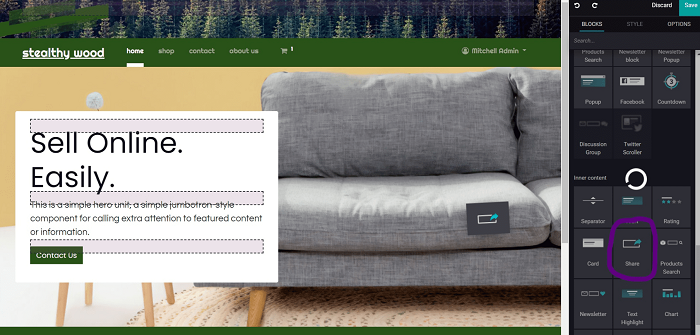 Discard Save
BLOCKS STYLE OPTIONS
Search...
stealthy wood home shop contact about us 1 Mitchell Admin
Products Search
Newsletter block
Newsletter Popup
Popup Facebook Countdown
Discussion Group
Twitter Scroller
Sell Online.
Easily.
This is a simple hero unit, a simple jumbotron-style
component for calling extra attention to featured content
or information.
Contact Us
Inner content
Separator Rating
Card Share Products Search
Newsletter Text Highlight Chart